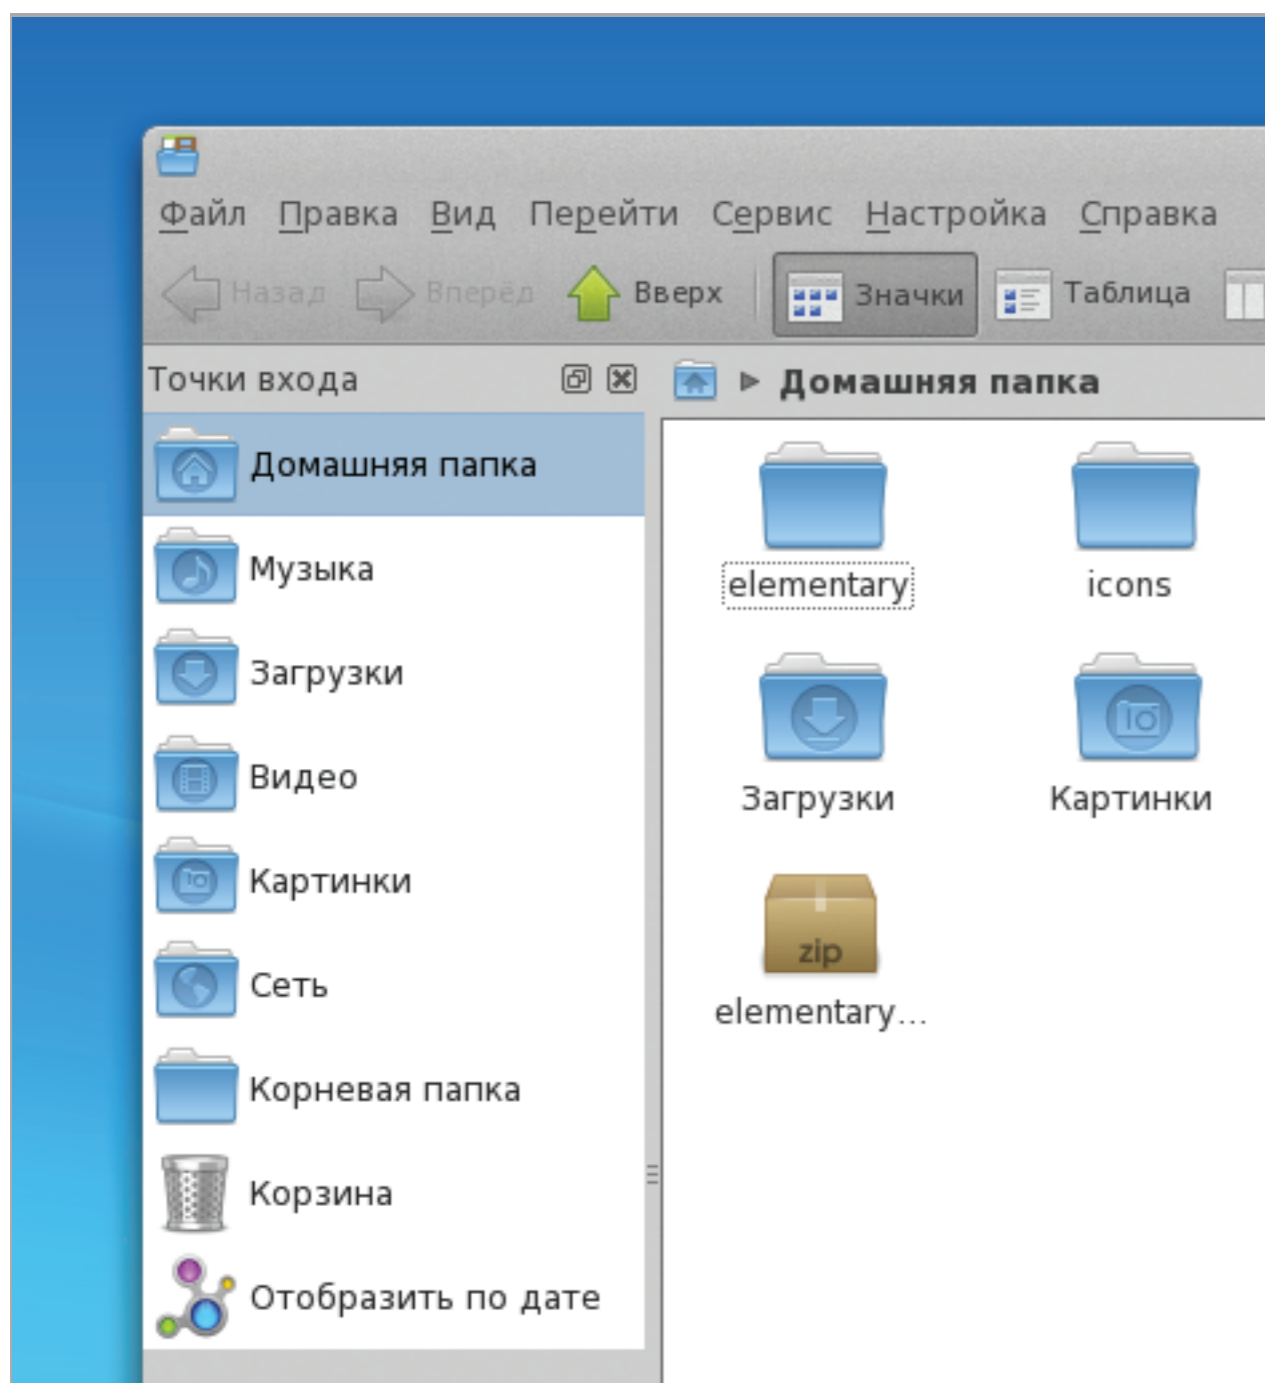 Файл Правка Вид Перейти Сервис Настройка Справка
Назад Вперёд Вверх Значки Таблица
Точки входа
Домашняя папка
Домашняя папка
Музыка
Загрузки
Видео
Картинки
Сеть
Корневая папка
Корзина
Отобразить по дате
elementary icons
Загрузки Картинки
zip
elementary...